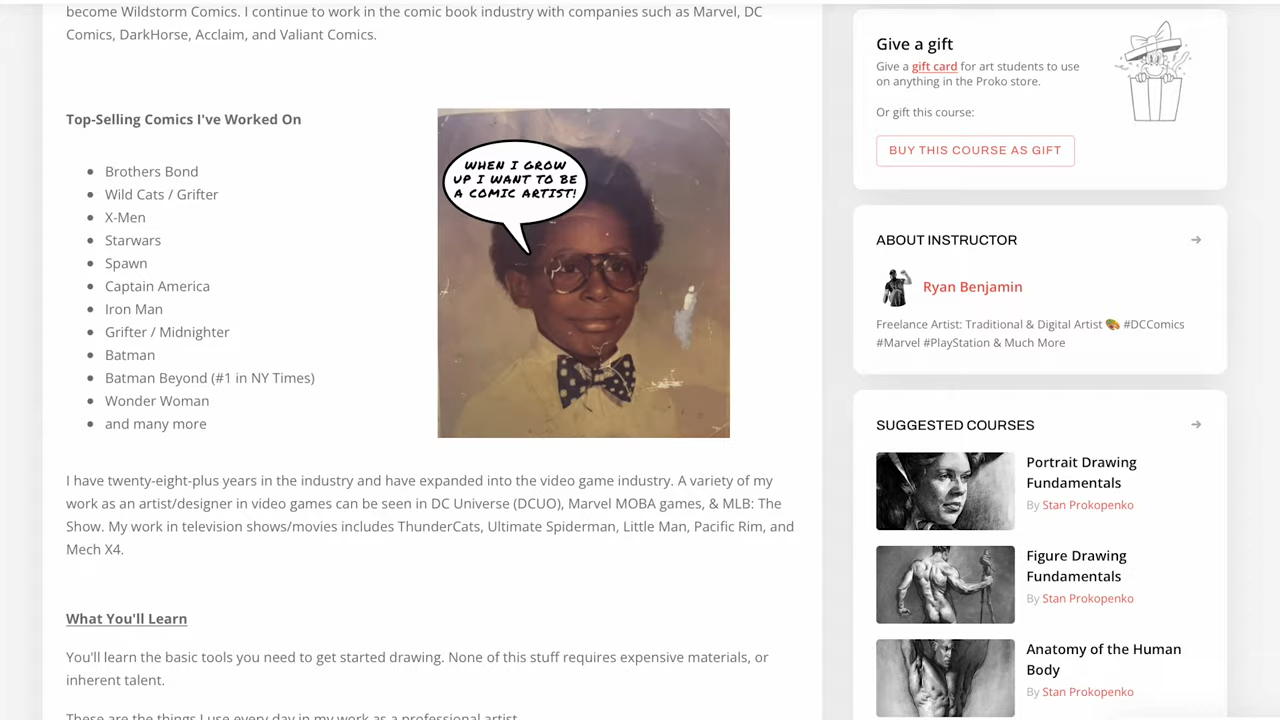 become Wildstorm Comics. I continue to work in the comic book industry with companies such as Marvel, DC
Comics, DarkHorse, Acclaim, and Valiant Comics.
Top-Selling Comics I've Worked On
Brothers Bond
Wild Cats / Grifter
X-Men
Starwars
Spawn
Captain America
Iron Man
Grifter / Midnighter
Batman
Batman Beyond (#1 in NY Times)
Wonder Woman
and many more
WHEN I GROW
UP I WANT TO BE
A COMIC ARTIST!
I have twenty-eight-plus years in the industry and have expanded into the video game industry. A variety of my
work as an artist/designer in video games can be seen in DC Universe (DCUO), Marvel MOBA games, & MLB: The
Show. My work in television shows/movies includes ThunderCats, Ultimate Spiderman, Little Man, Pacific Rim, and
Mech X4.
What You'll Learn
You'll learn the basic tools you need to get started drawing. None of this stuff requires expensive materials, or
inherent talent.
These are the things I use every day in my work as a professional artist.
Give a gift
Give a gift card for art students to use
on anything in the Proko store.
Or gift this course:
BUY THIS COURSE AS GIFT
ABOUT INSTRUCTOR
Ryan Benjamin
Freelance Artist: Traditional & Digital Artist 🎨 #DCComics
#Marvel #PlayStation & Much More
SUGGESTED COURSES
Portrait Drawing
Fundamentals
By Stan Prokopenko
Figure Drawing
Fundamentals
By Stan Prokopenko
Anatomy of the Human
Body
By Stan Prokopenko